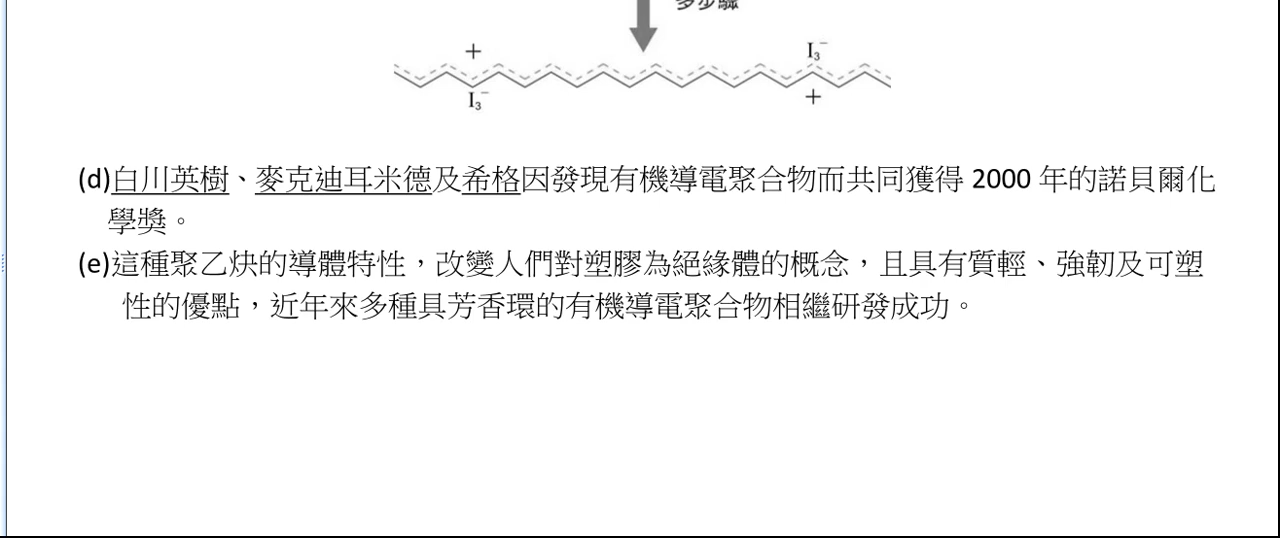 多步驟
+ I₃⁻
I₃⁻ +
(d)白川英樹、麥克迪耳米德及希格因發現有機導電聚合物而共同獲得 2000 年的諾貝爾化
學獎。
(e)這種聚乙炔的導體特性，改變人們對塑膠為絕緣體的概念，且具有質輕、強韌及可塑
性的優點，近年來多種具芳香環的有機導電聚合物相繼研發成功。